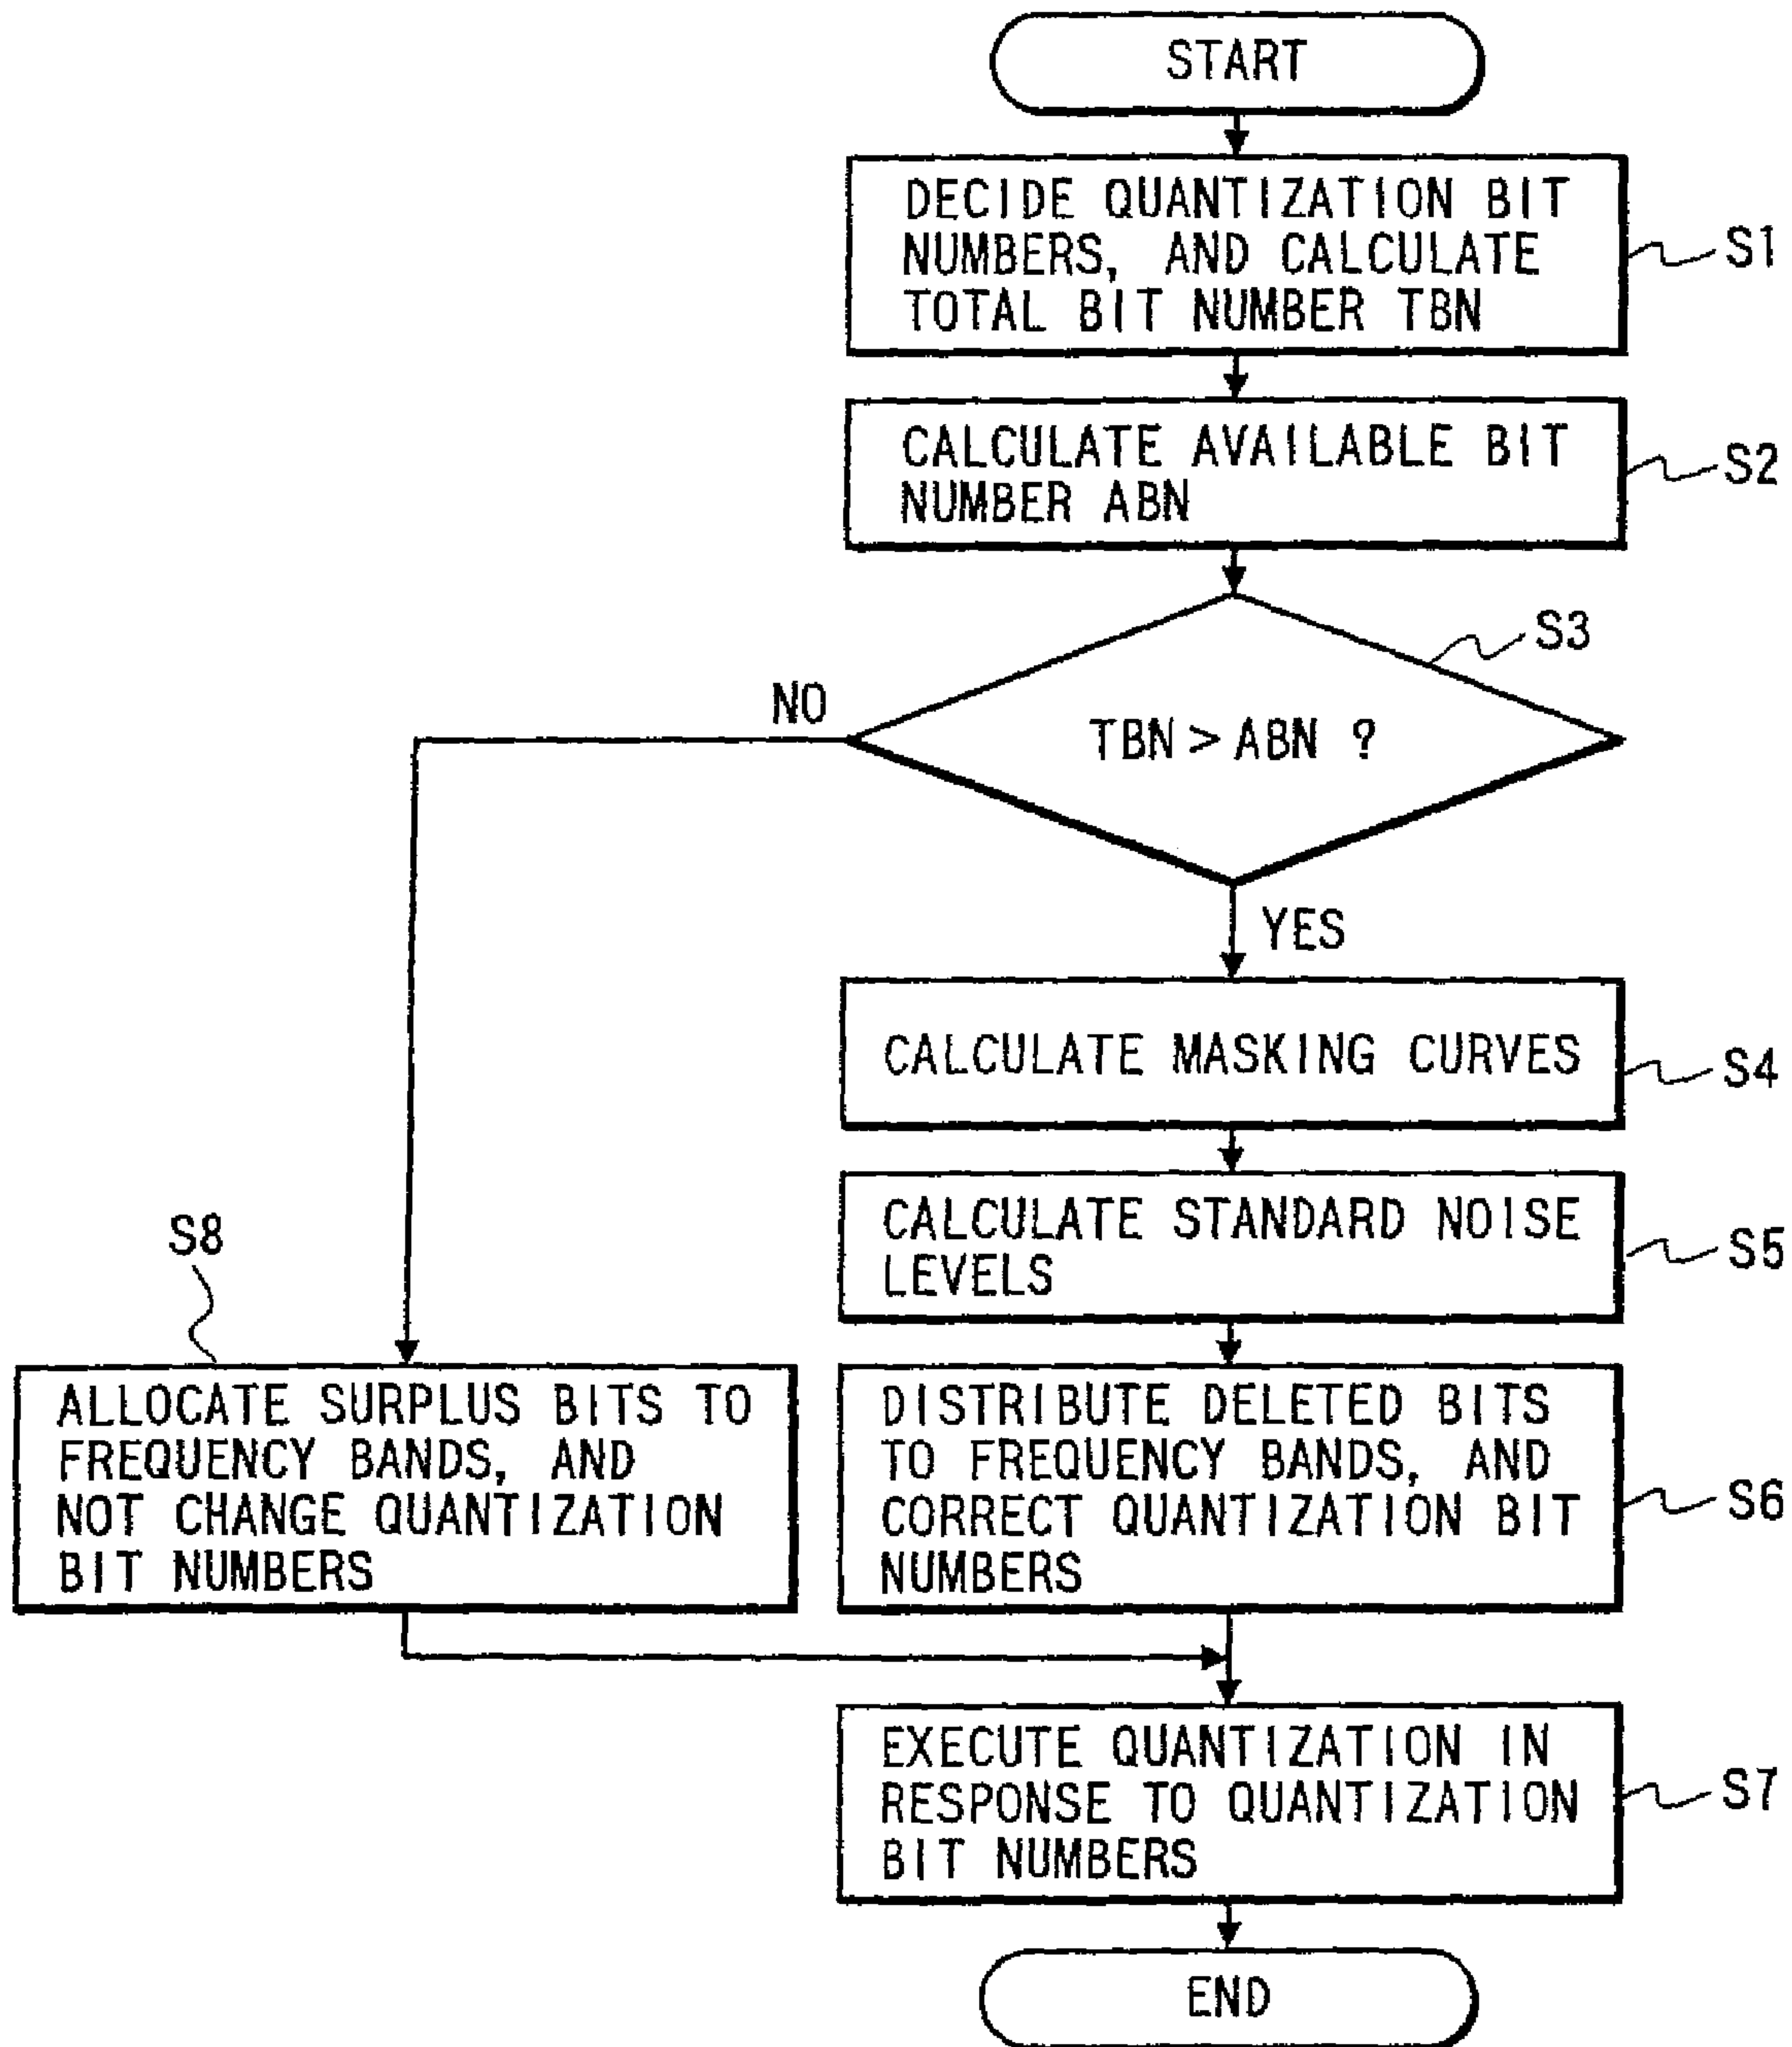 START
DECIDE QUANTIZATION BIT
NUMBERS, AND CALCULATE
TOTAL BIT NUMBER TBN
S1
CALCULATE AVAILABLE BIT
NUMBER ABN
S2
S3
NO
TBN > ABN ?
YES
CALCULATE MASKING CURVES
S4
CALCULATE STANDARD NOISE
LEVELS
S5
S8
ALLOCATE SURPLUS BITS TO
FREQUENCY BANDS, AND
NOT CHANGE QUANTIZATION
BIT NUMBERS
DISTRIBUTE DELETED BITS
TO FREQUENCY BANDS, AND
CORRECT QUANTIZATION BIT
NUMBERS
S6
EXECUTE QUANTIZATION IN
RESPONSE TO QUANTIZATION
BIT NUMBERS
S7
END